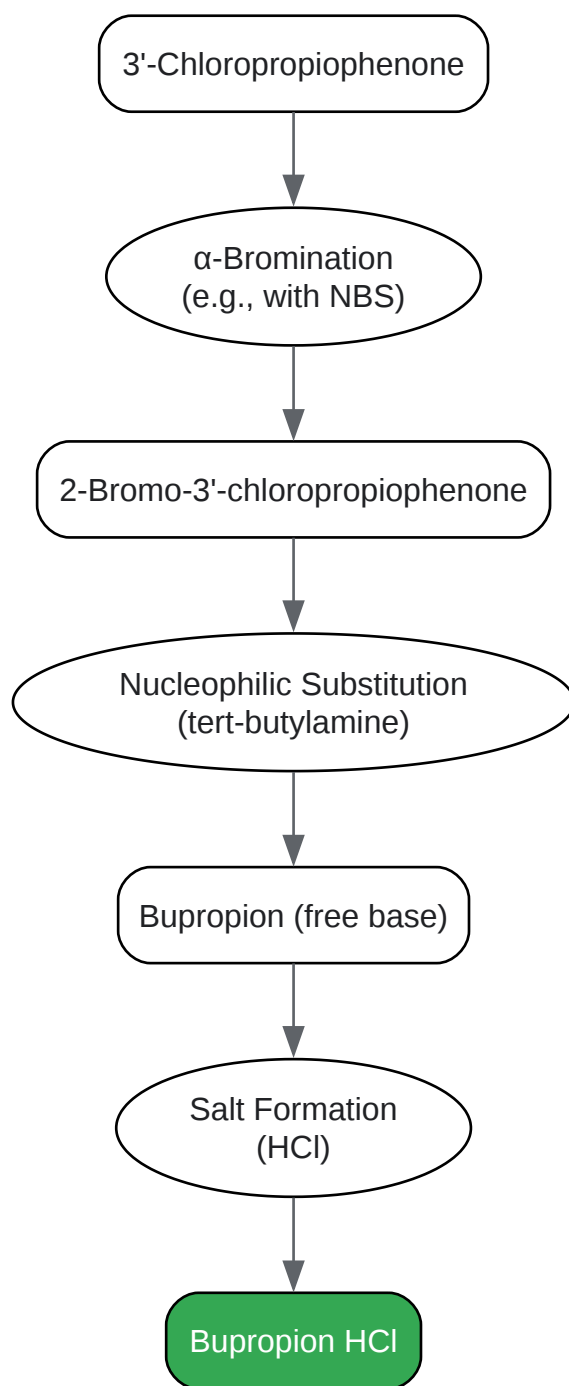 3'-Chloropropiophenone
α-Bromination
(e.g., with NBS)
2-Bromo-3'-chloropropiophenone
Nucleophilic Substitution
(tert-butylamine)
Bupropion (free base)
Salt Formation
(HCl)
Bupropion HCl